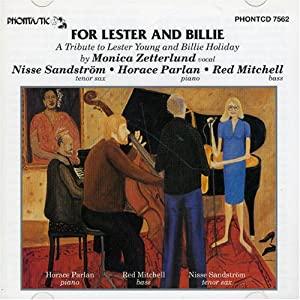 PHONTASTIC PHONTCD 7562
FOR LESTER AND BILLIE
A Tribute to Lester Young and Billie Holiday
by Monica Zetterlund vocal
Nisse Sandström • Horace Parlan • Red Mitchell
tenor sax piano bass
Horace Parlan Red Mitchell Nisse Sandström
piano bass tenor sax